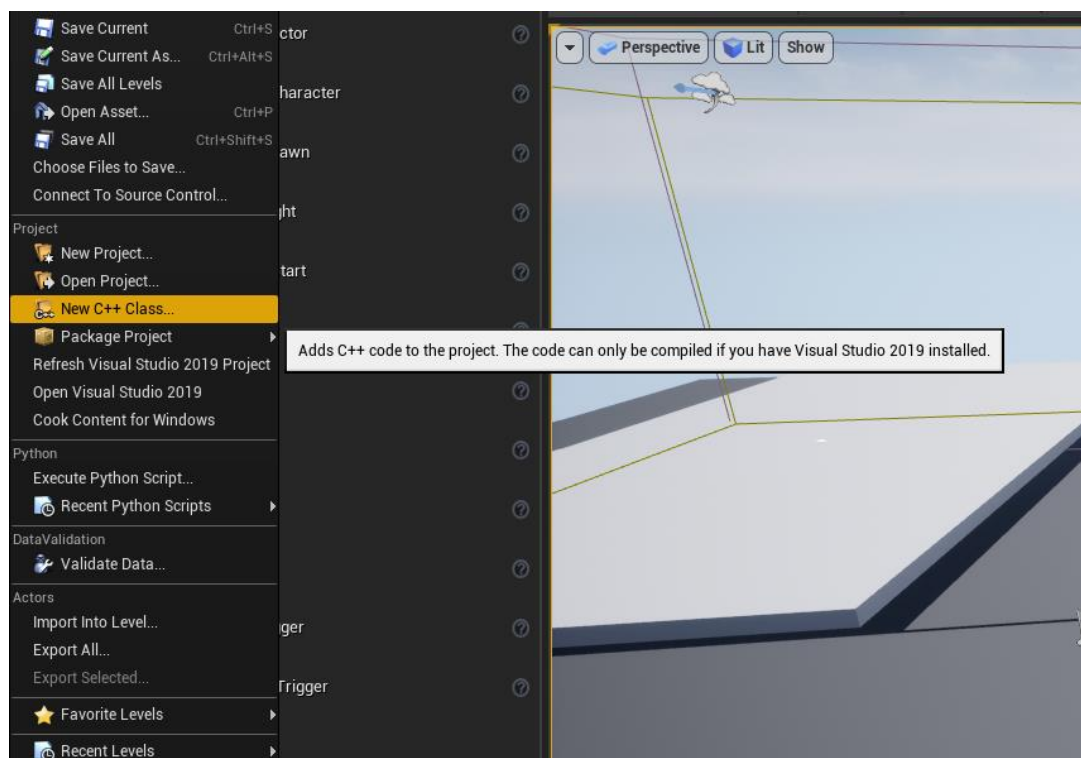 Save Current Ctrl+S
Save Current As... Ctrl+Alt+S
Save All Levels
Open Asset... Ctrl+P
Save All Ctrl+Shift+S
Choose Files to Save...
Connect To Source Control...
Project
New Project...
Open Project...
New C++ Class...
Package Project
Refresh Visual Studio 2019 Project
Open Visual Studio 2019
Cook Content for Windows
Python
Execute Python Script...
Recent Python Scripts
DataValidation
Validate Data...
Actors
Import Into Level...
Export All...
Export Selected...
Favorite Levels
Recent Levels
ctor
haracter
awn
ght
tart
ger
Trigger
Adds C++ code to the project. The code can only be compiled if you have Visual Studio 2019 installed.
Perspective Lit Show